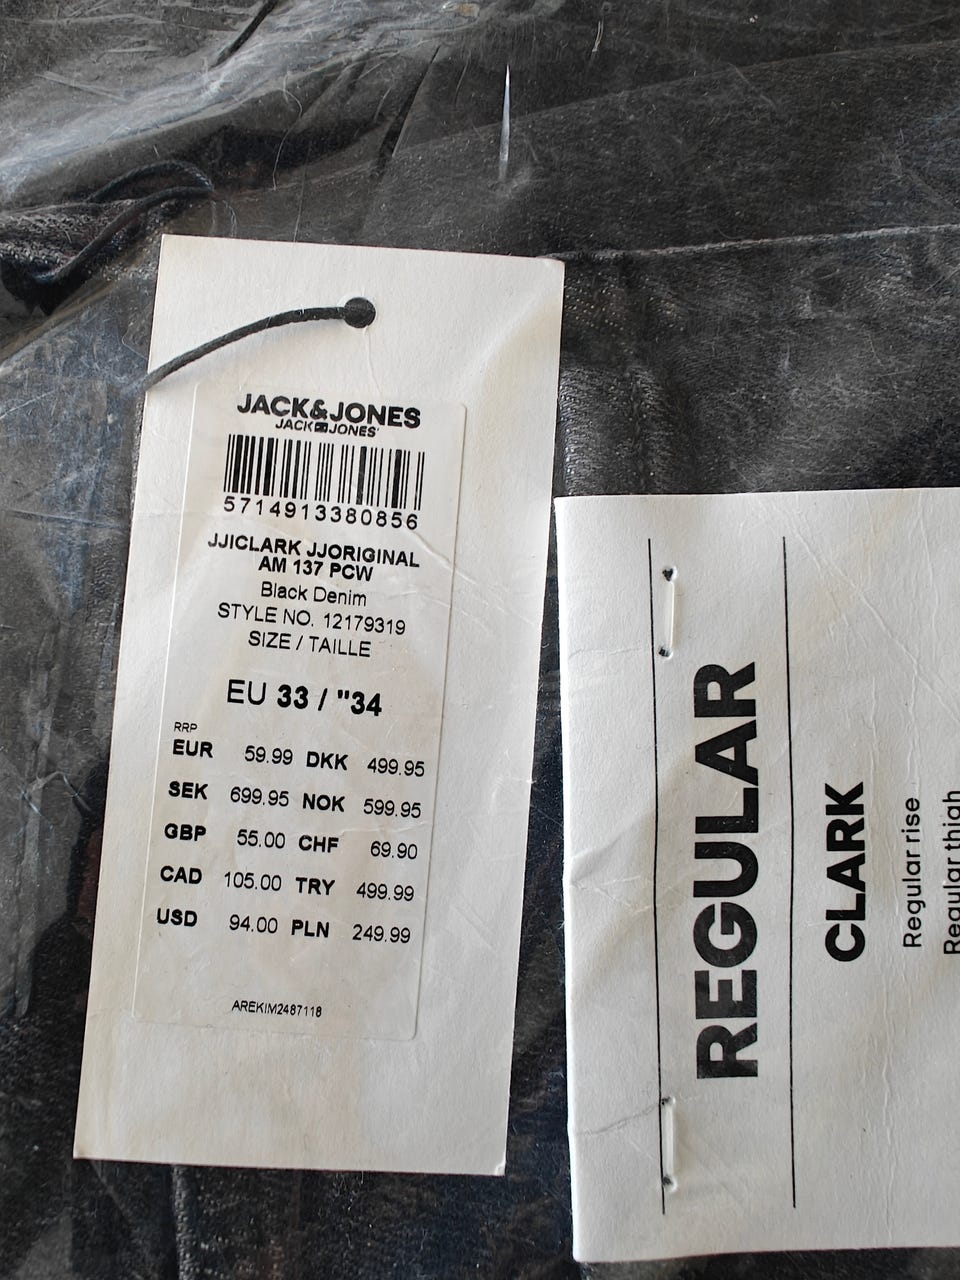 JACK&JONES
JACK JONES
5714913380856
JJICLARK JJORIGINAL
AM 137 PCW
Black Denim
STYLE NO. 12179319
SIZE / TAILLE
EU 33 / "34
RRP
EUR 59.99 DKK 499.95
SEK 699.95 NOK 599.95
GBP 55.00 CHF 69.90
CAD 105.00 TRY 499.99
USD 94.00 PLN 249.99
AREKIM2487118
REGULAR
CLARK
Regular rise
Regular thigh